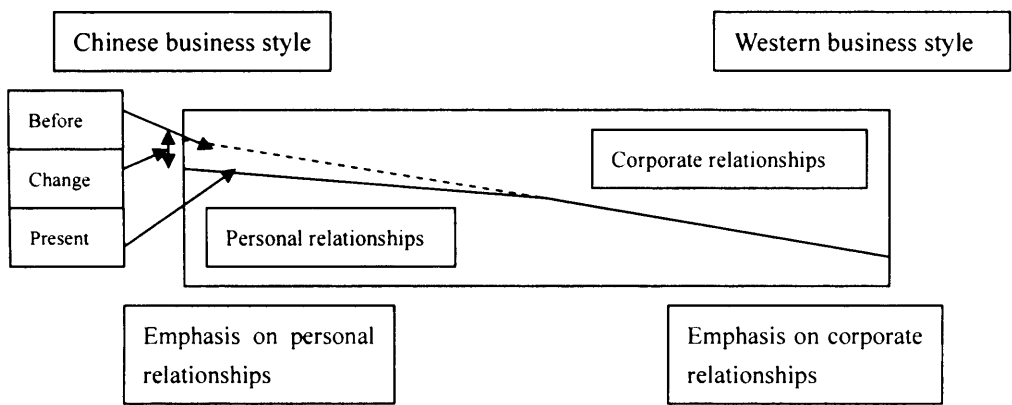 Chinese business style
Western business style
Before
Change
Present
Corporate relationships
Personal relationships
Emphasis on personal
relationships
Emphasis on corporate
relationships